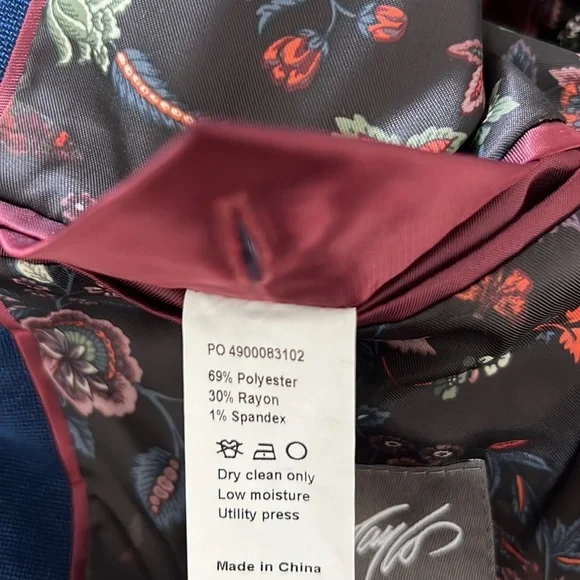 PO 4900083102
69% Polyester
30% Rayon
1% Spandex
Dry clean only
Low moisture
Utility press
Made in China